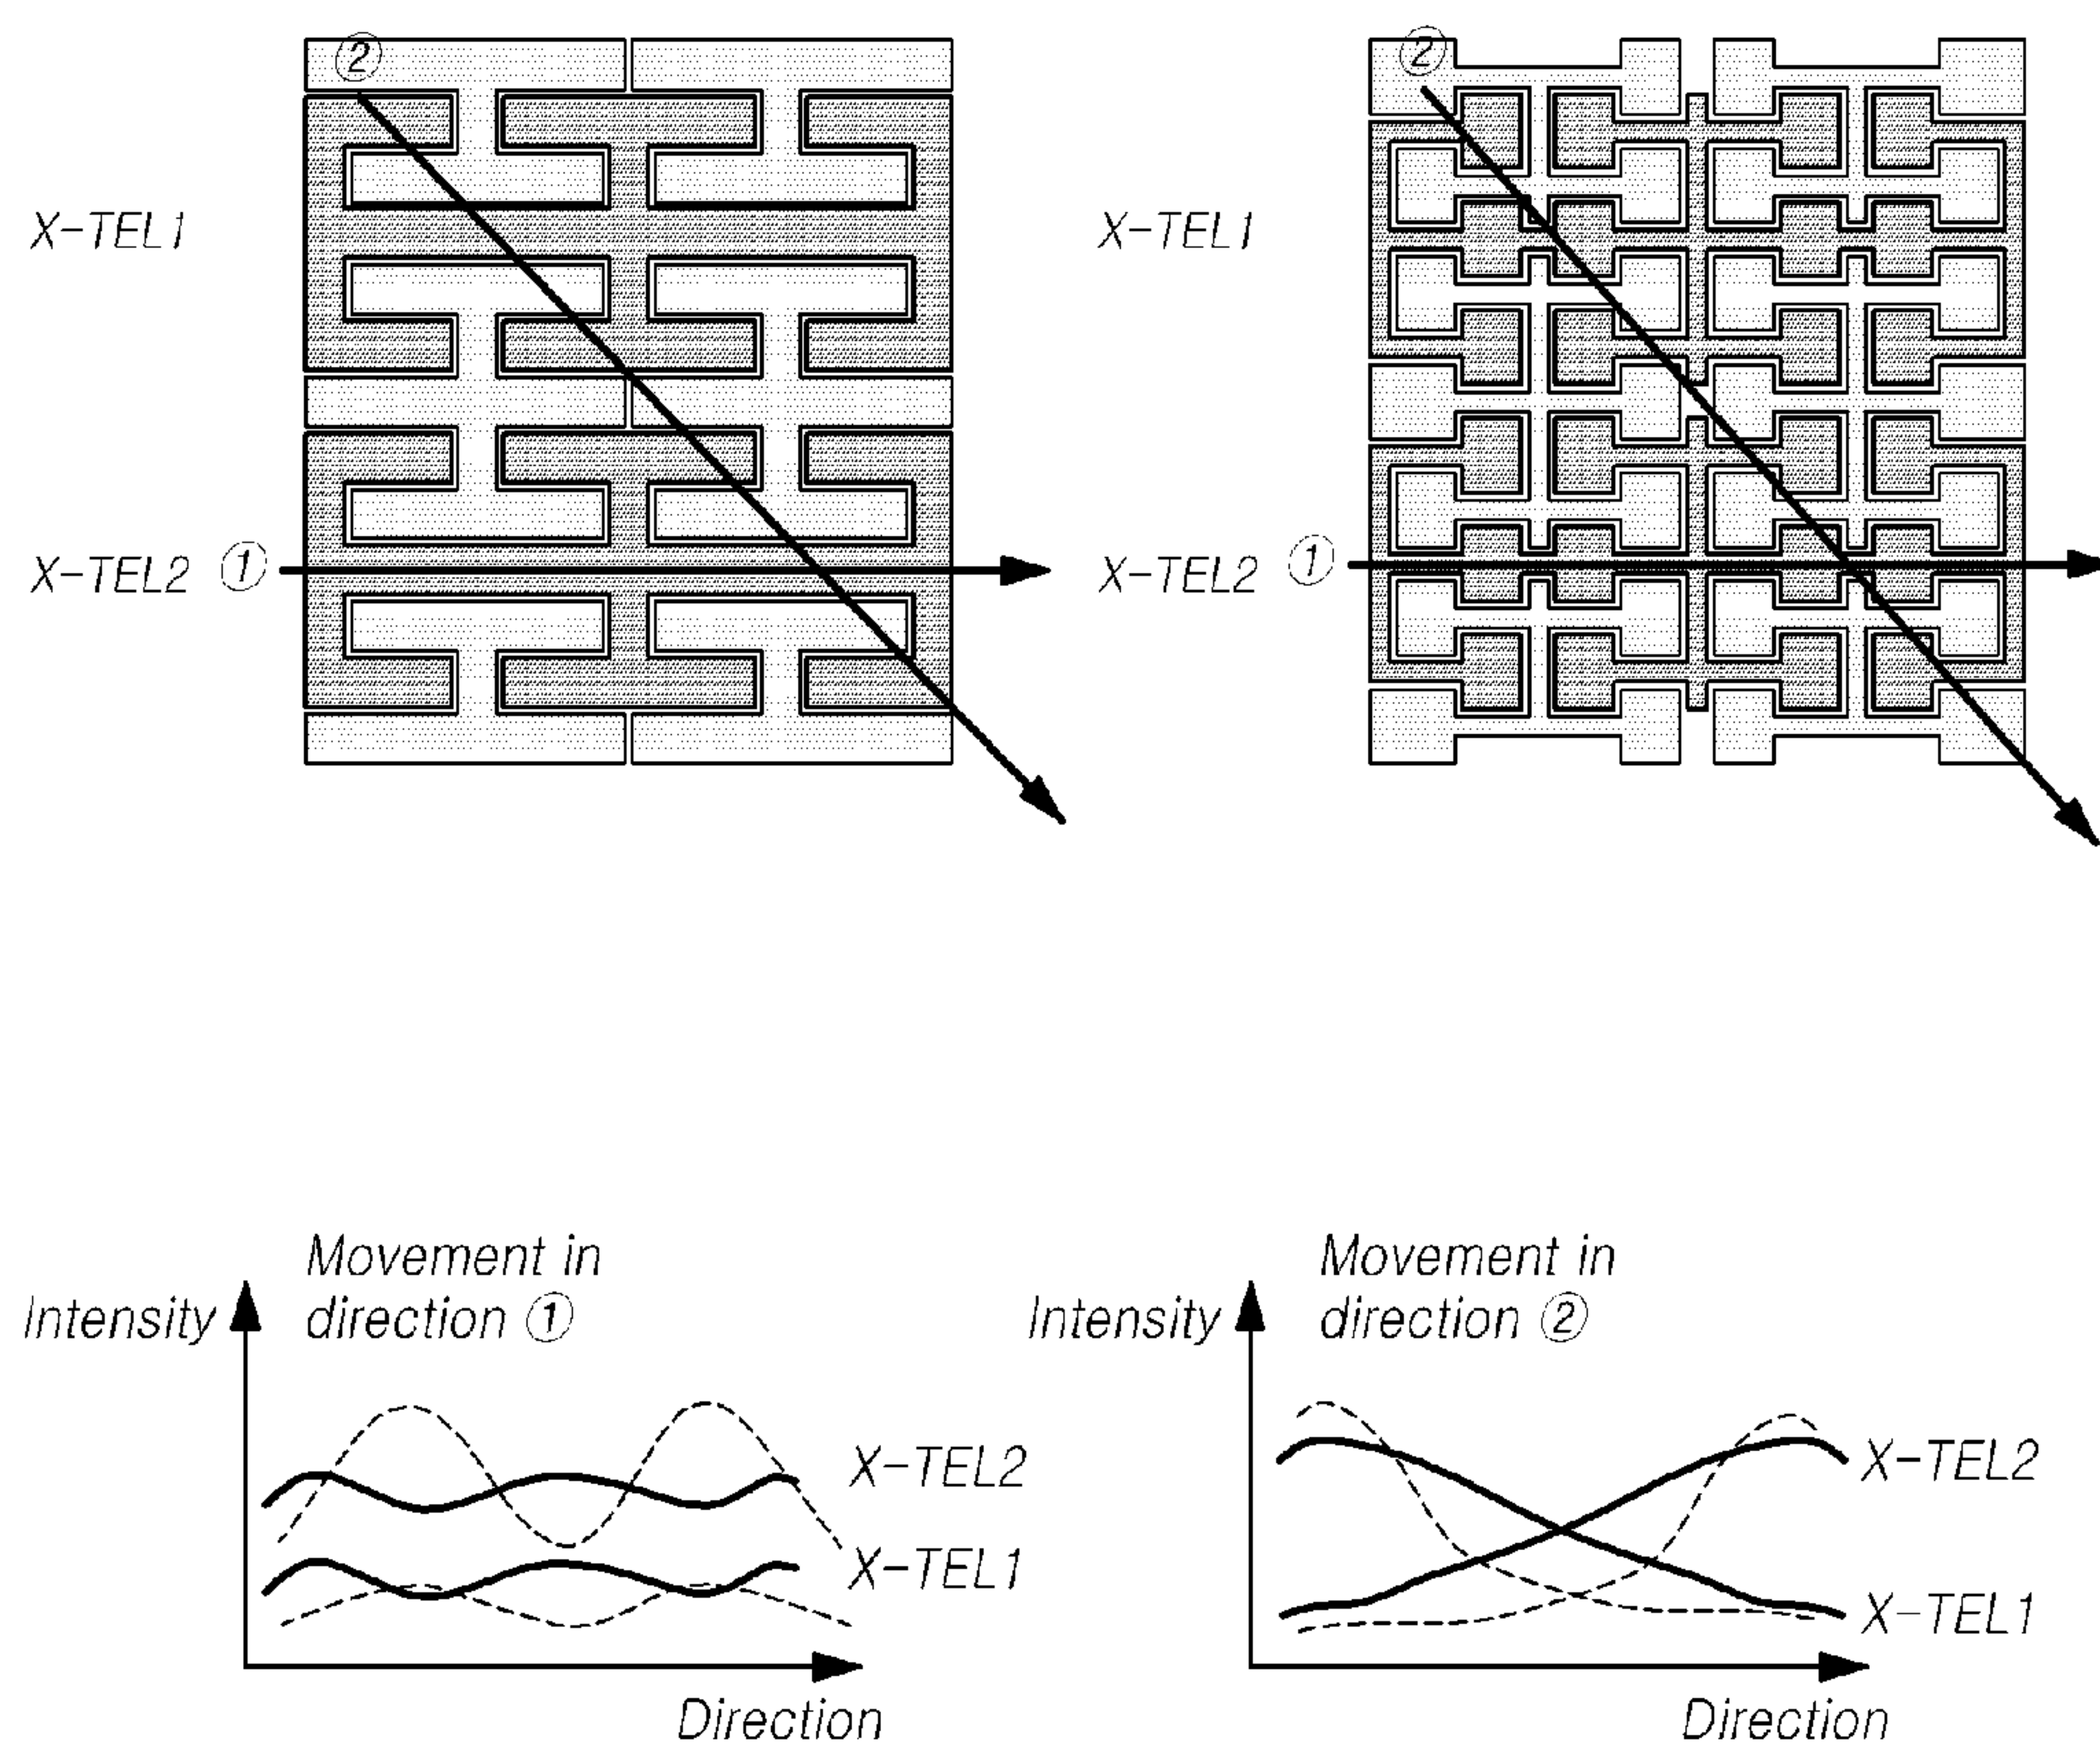 ②
②
X-TEL1
X-TEL1
X-TEL2 ①
X-TEL2 ①
Movement in
direction ①
Intensity
X-TEL2
X-TEL1
Direction
Movement in
direction ②
Intensity
X-TEL2
X-TEL1
Direction